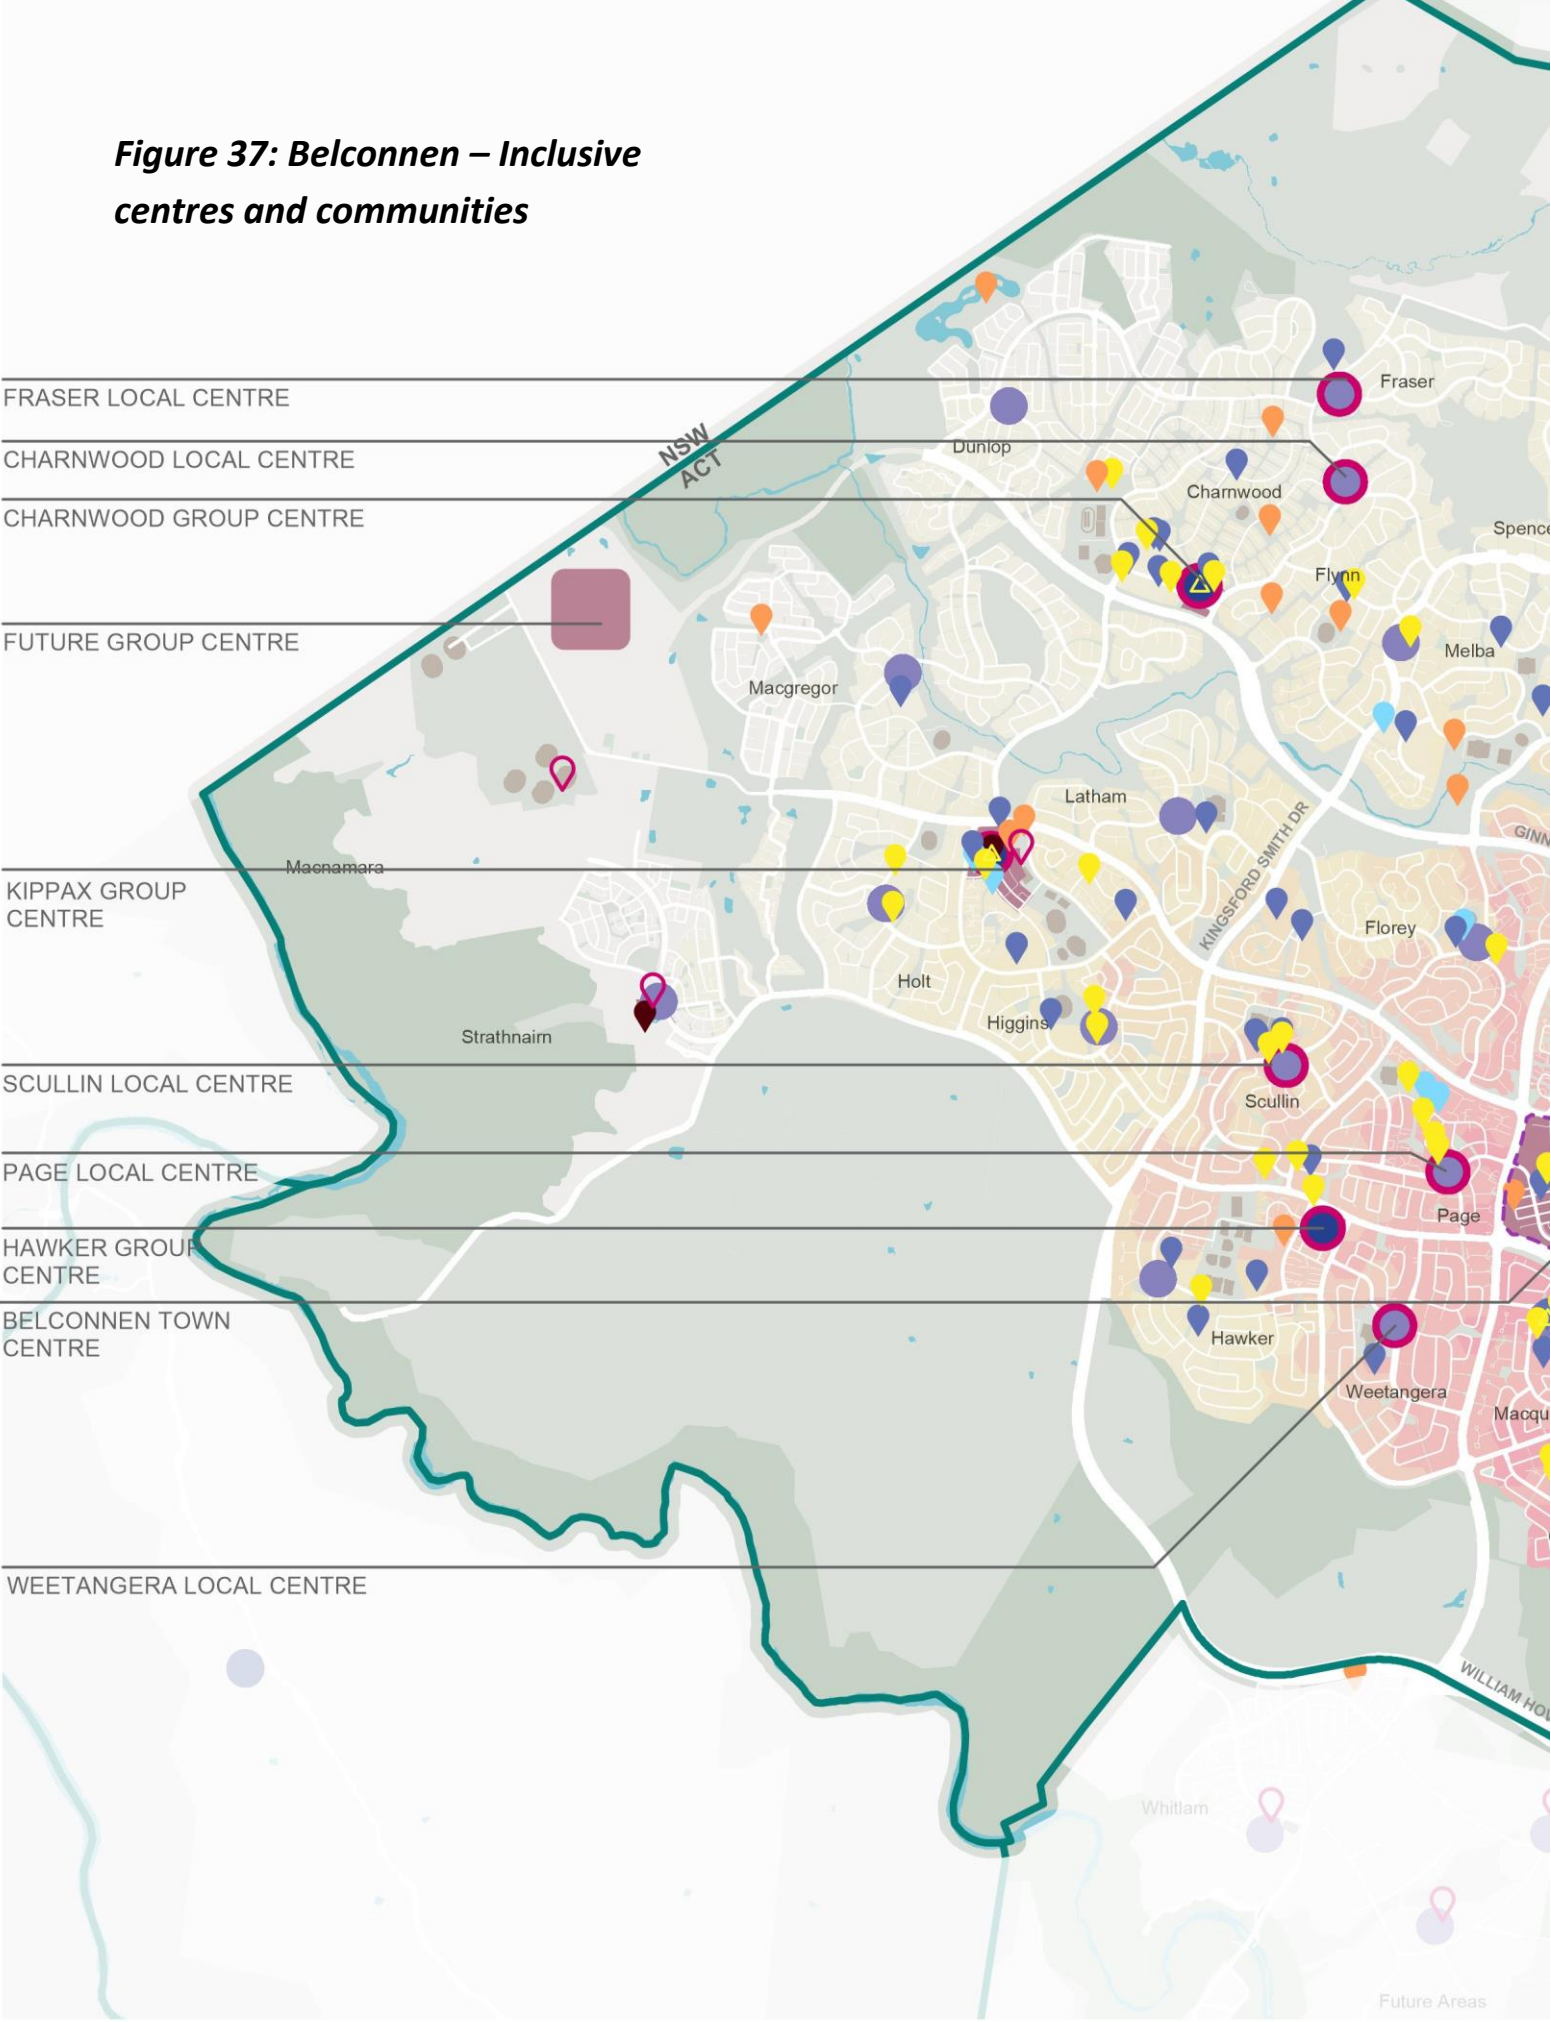 Figure 37: Belconnen – Inclusive
centres and communities
FRASER LOCAL CENTRE
CHARNWOOD LOCAL CENTRE
CHARNWOOD GROUP CENTRE
FUTURE GROUP CENTRE
KIPPAX GROUP
CENTRE
SCULLIN LOCAL CENTRE
PAGE LOCAL CENTRE
HAWKER GROUP
CENTRE
BELCONNEN TOWN
CENTRE
WEETANGERA LOCAL CENTRE
NSW
ACT
Fraser
Dunlop
Charnwood
Spence
Flynn
Melba
Macgregor
Latham
KINGSFORD SMITH DR
GINN
Macnamara
Florey
Holt
Higgins
Strathnairn
Scullin
Page
Hawker
Weetangera
Macqu
WILLIAM HOV
Whitlam
Future Areas